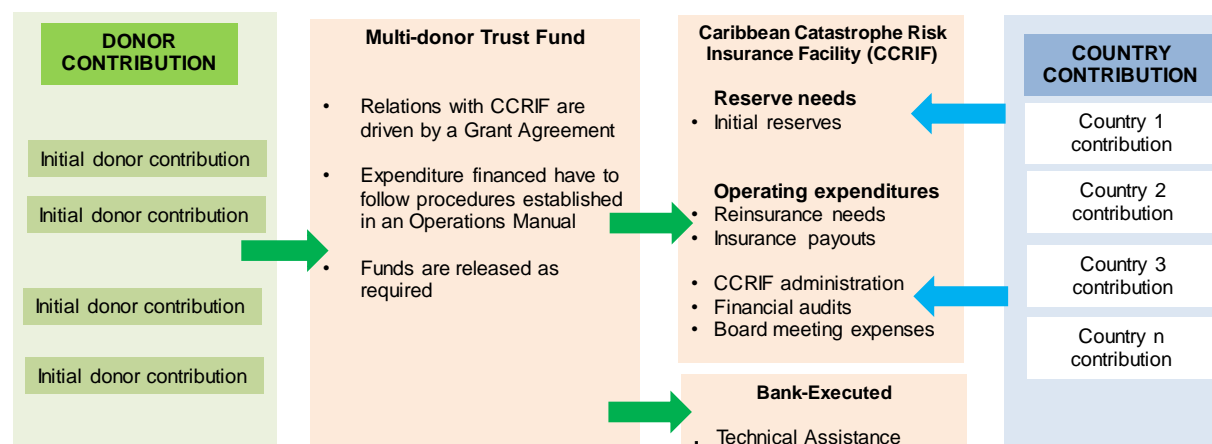 DONOR
CONTRIBUTION
Initial donor contribution
Initial donor contribution
Initial donor contribution
Initial donor contribution
Multi-donor Trust Fund
• Relations with CCRIF are
driven by a Grant Agreement
• Expenditure financed have to
follow procedures established
in an Operations Manual
• Funds are released as
required
Caribbean Catastrophe Risk
Insurance Facility (CCRIF)
Reserve needs
• Initial reserves
Operating expenditures
• Reinsurance needs
• Insurance payouts
• CCRIF administration
• Financial audits
• Board meeting expenses
Bank-Executed
• Technical Assistance
COUNTRY
CONTRIBUTION
Country 1
contribution
Country 2
contribution
Country 3
contribution
Country n
contribution